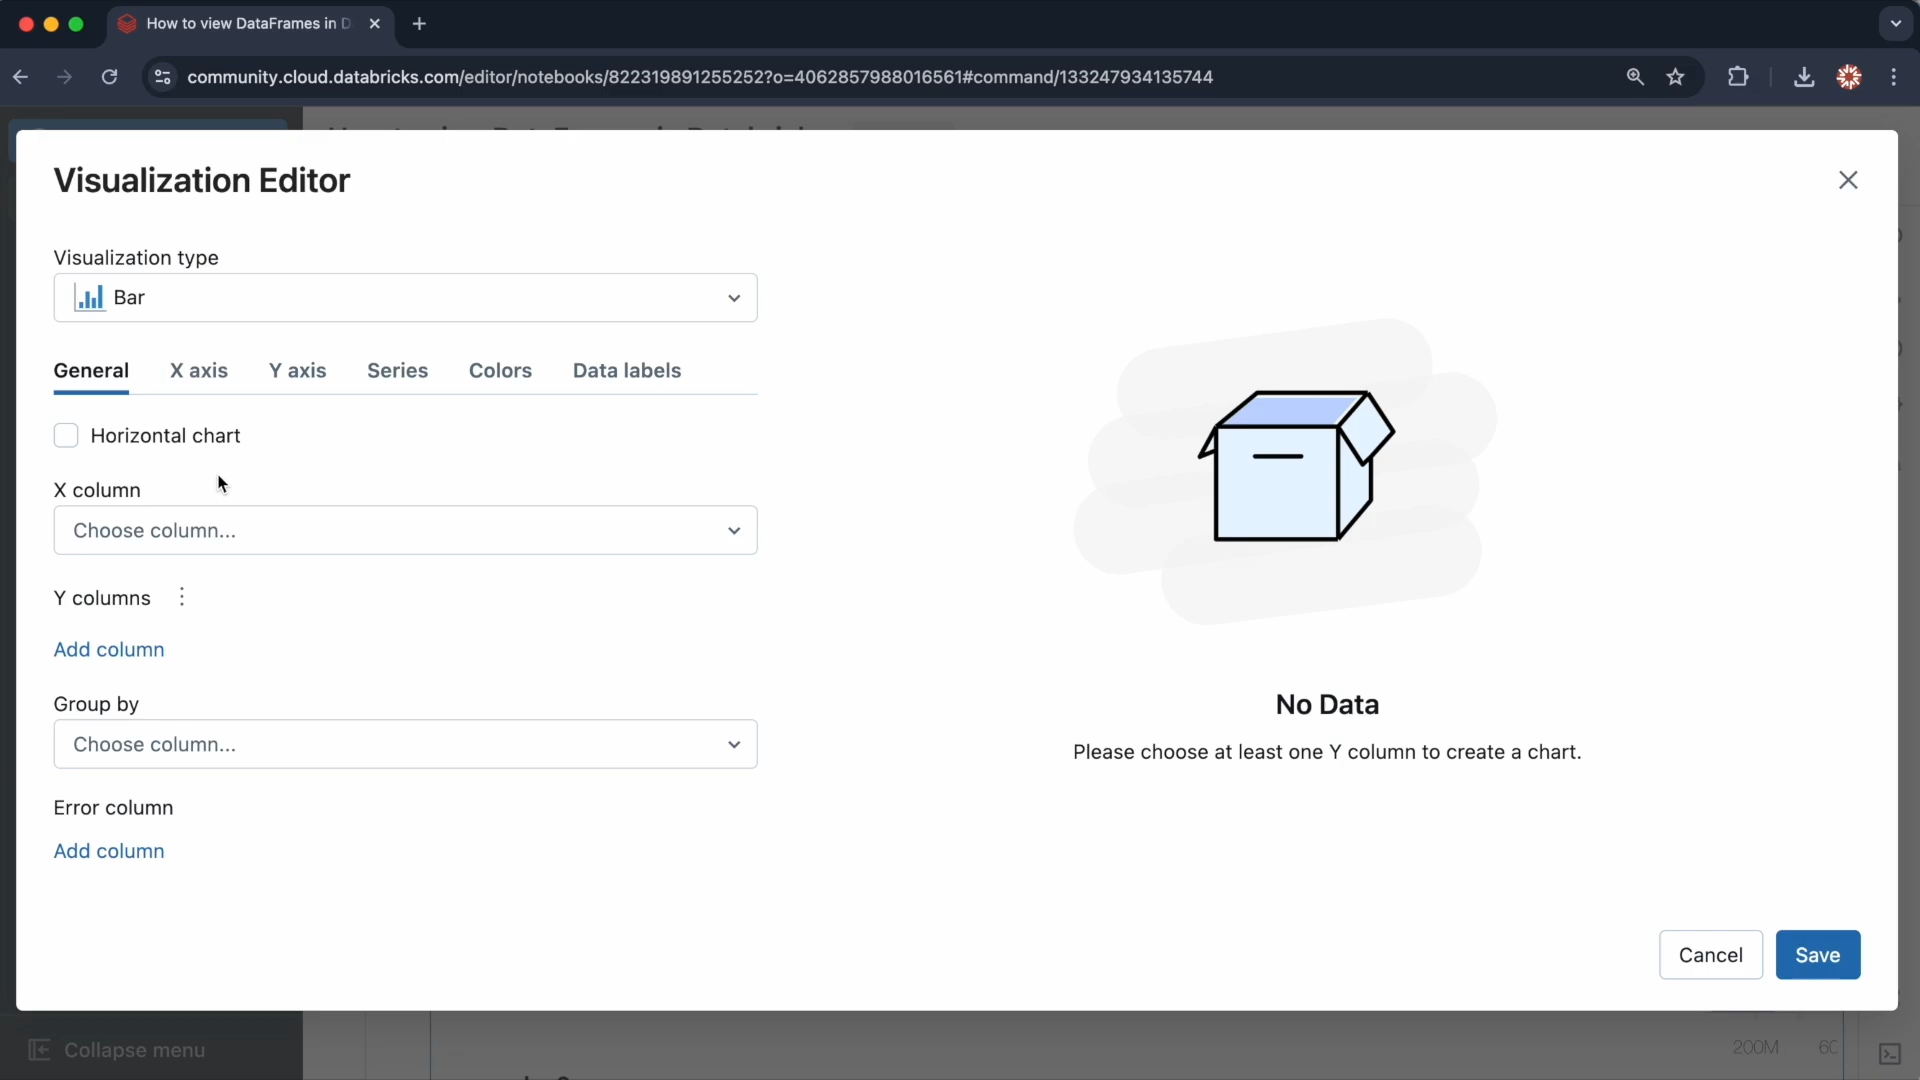 How to view DataFrames in D
community.cloud.databricks.com/editor/notebooks/822319891255252?o=4062857988016561#command/133247934135744
Visualization Editor
Visualization type
Bar
General X axis Y axis Series Colors Data labels
Horizontal chart
X column
Choose column...
Y columns
Add column
Group by
Choose column...
Error column
Add column
No Data
Please choose at least one Y column to create a chart.
Cancel Save
Collapse menu
200M